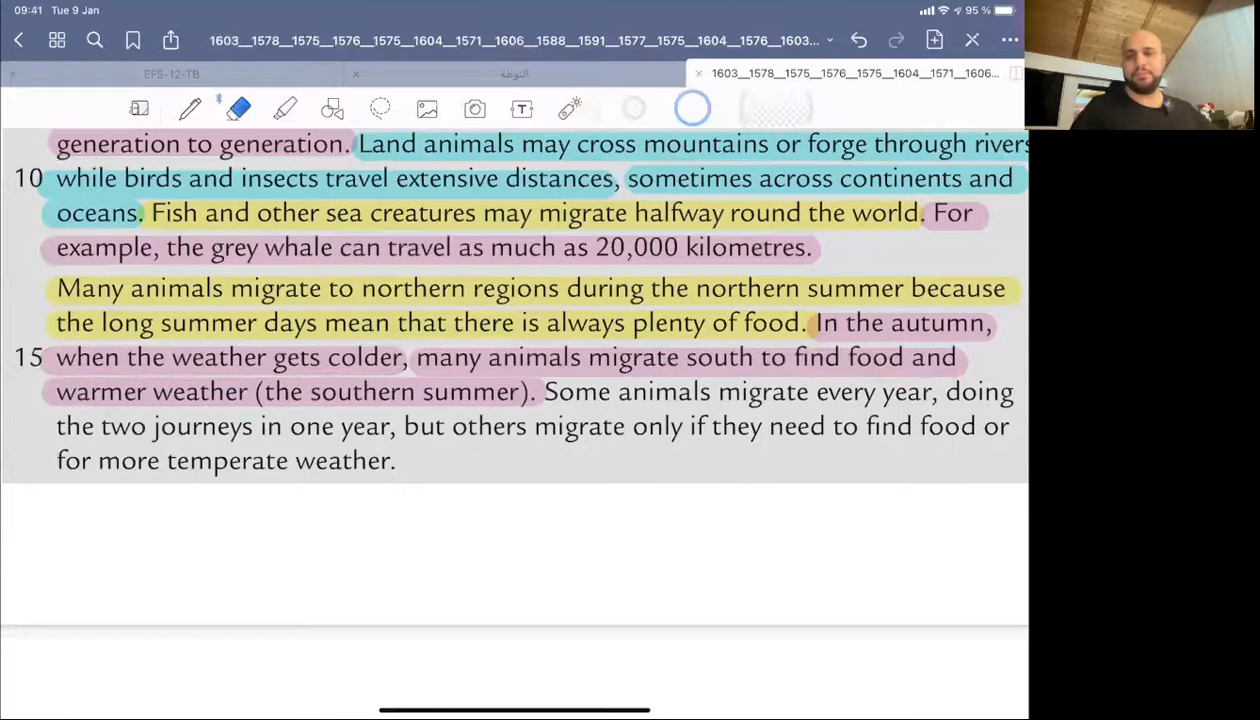 09:41 Tue 9 Jan
95 %
1603__1578__1575__1576__1575__1604__1571__1606__1588__1591__1577__1575__1604__1576__1603...
EFS-12-TB
النوطة
1603__1578__1575__1576__1575__1604__1571__1606...
generation to generation. Land animals may cross mountains or forge through rivers
10 while birds and insects travel extensive distances, sometimes across continents and
oceans. Fish and other sea creatures may migrate halfway round the world. For
example, the grey whale can travel as much as 20,000 kilometres.
Many animals migrate to northern regions during the northern summer because
the long summer days mean that there is always plenty of food. In the autumn,
15 when the weather gets colder, many animals migrate south to find food and
warmer weather (the southern summer). Some animals migrate every year, doing
the two journeys in one year, but others migrate only if they need to find food or
for more temperate weather.